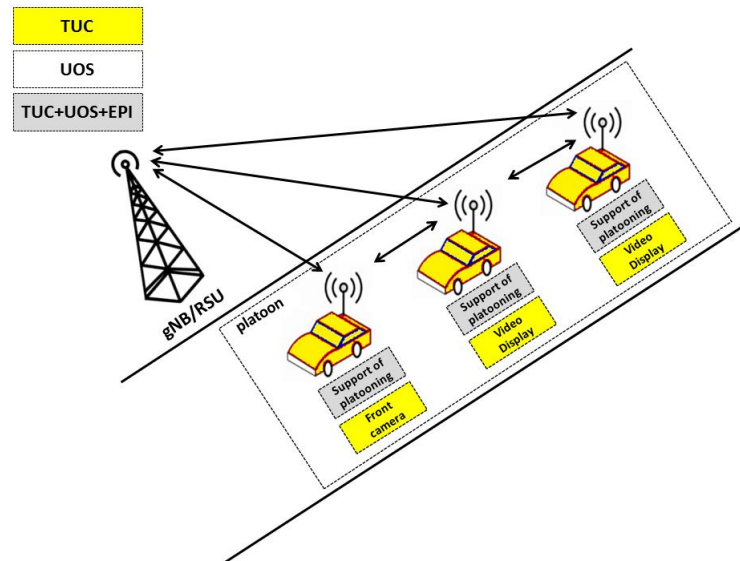 TUC
UOS
TUC+UOS+EPI
gNB/RSU
platoon
Support of
platooning
Front
camera
Support of
platooning
Video
Display
Support of
platooning
Video
Display